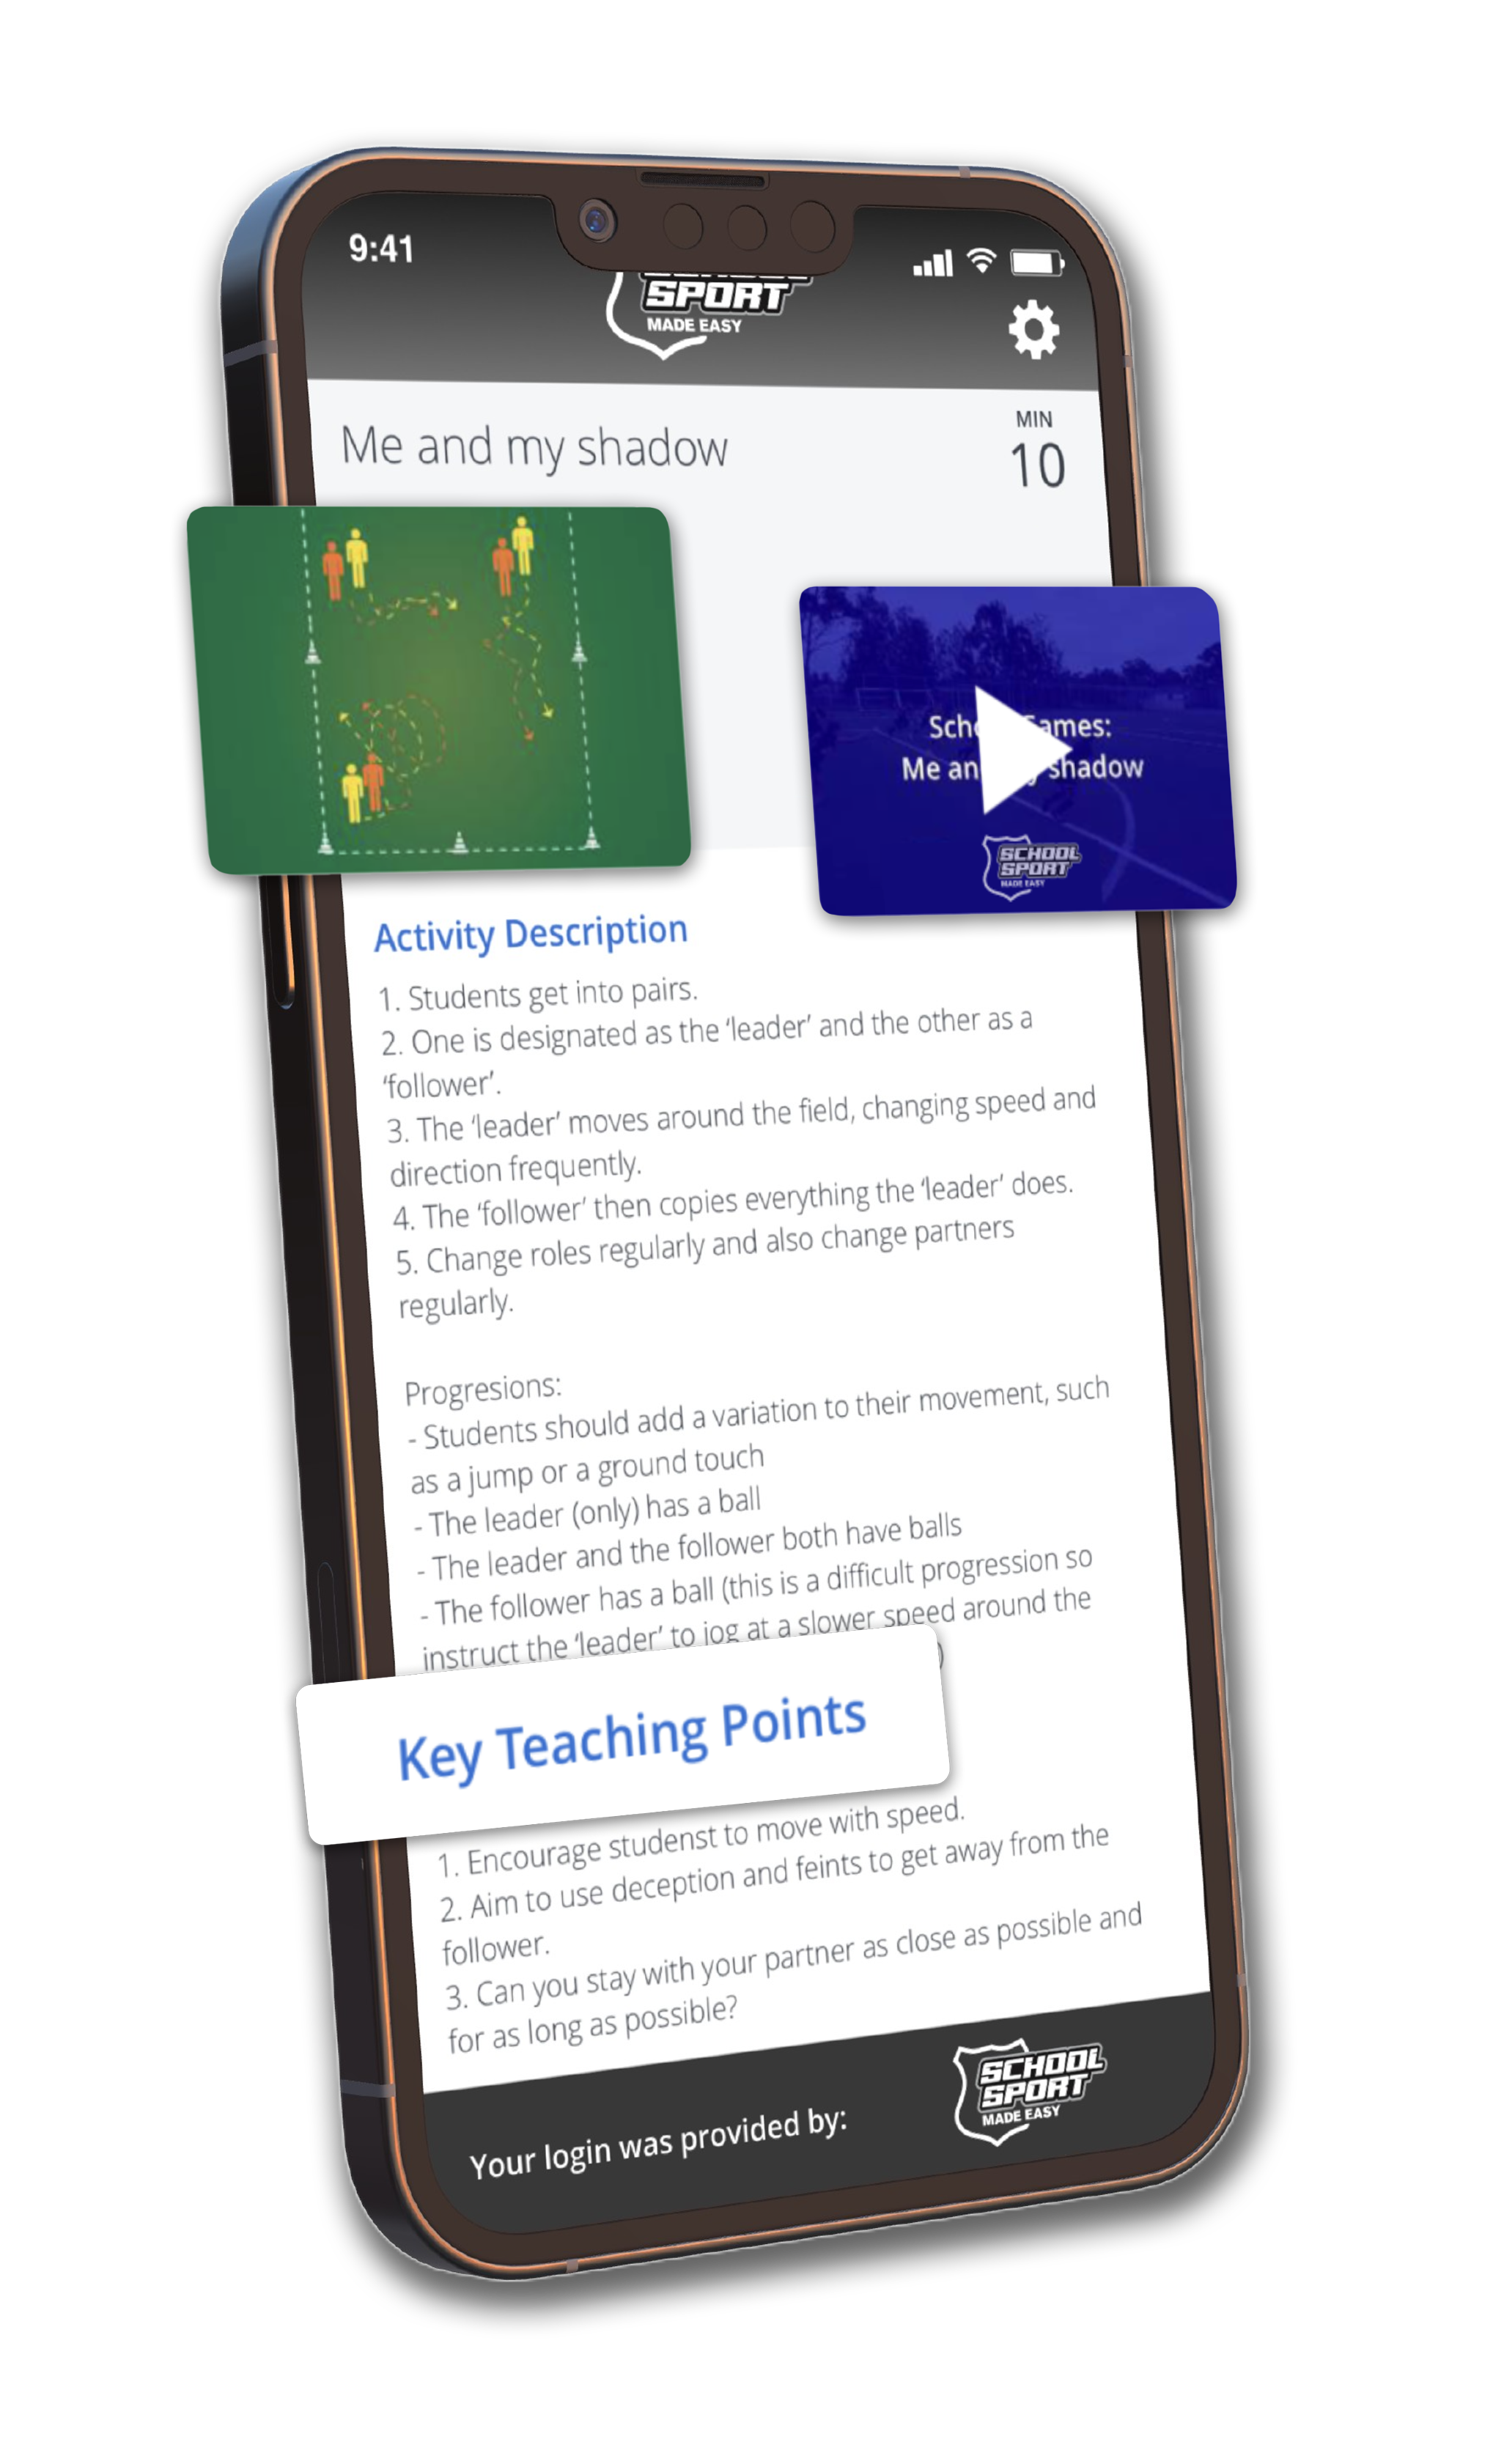 9:41
SPORT
MADE EASY
Me and my shadow
MIN
10
Games:
Me and my shadow
SCHOOL
SPORT
MADE EASY
Activity Description
1. Students get into pairs.
2. One is designated as the ‘leader’ and the other as a
‘follower’.
3. The ‘leader’ moves around the field, changing speed and
direction frequently.
4. The ‘follower’ then copies everything the ‘leader’ does.
5. Change roles regularly and also change partners
regularly.
Progresions:
- Students should add a variation to their movement, such
as a jump or a ground touch
- The leader (only) has a ball
- The leader and the follower both have balls
- The follower has a ball (this is a difficult progression so
instruct the ‘leader’ to jog at a slower speed around the
)
Key Teaching Points
1. Encourage studenst to move with speed.
2. Aim to use deception and feints to get away from the
follower.
3. Can you stay with your partner as close as possible and
for as long as possible?
Your login was provided by:
SCHOOL
SPORT
MADE EASY